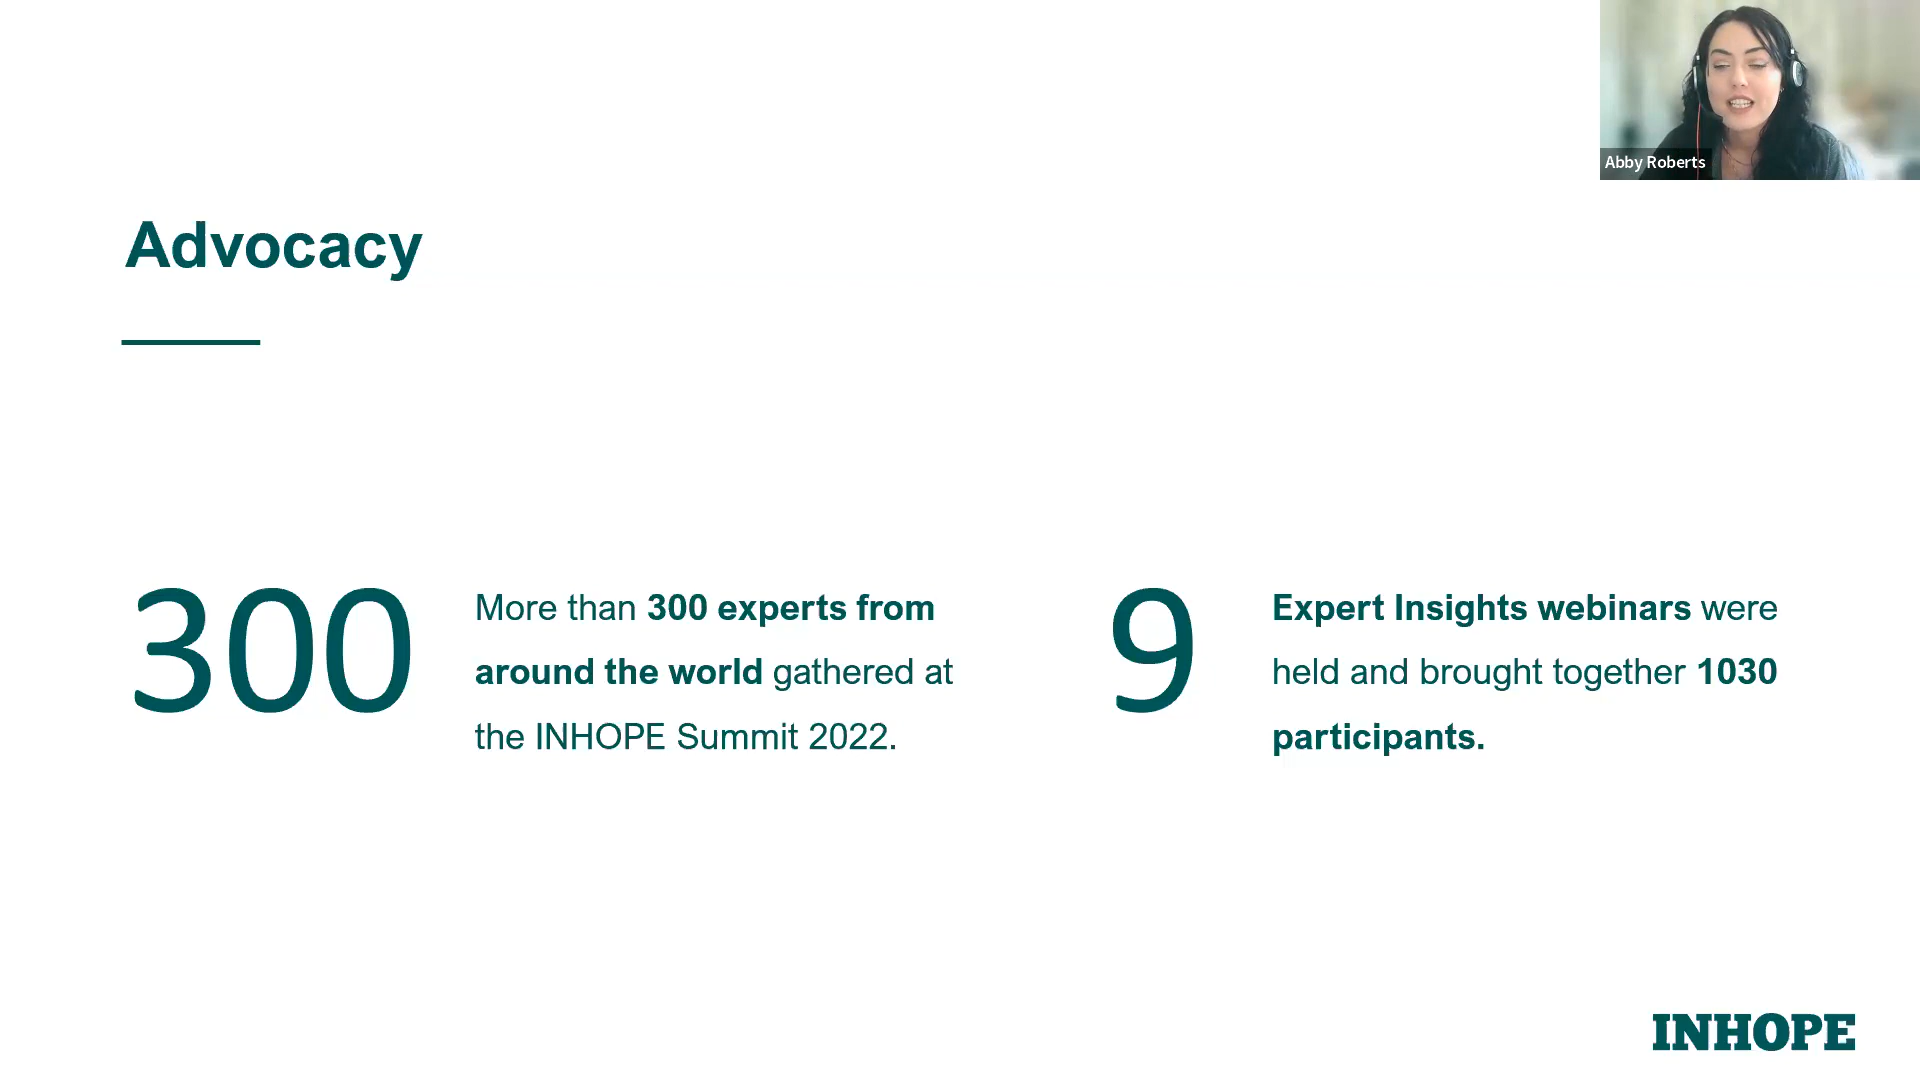 Abby Roberts
Advocacy
300
More than 300 experts from
around the world gathered at
the INHOPE Summit 2022.
9
Expert Insights webinars were
held and brought together 1030
participants.
INHOPE